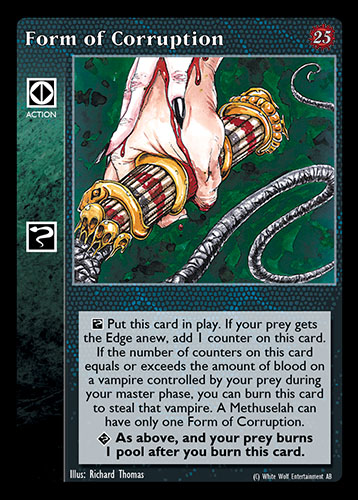 Form of Corruption
25
ACTION
Put this card in play. If your prey gets
the Edge anew, add 1 counter on this card.
If the number of counters on this card
equals or exceeds the amount of blood on
a vampire controlled by your prey during
your master phase, you can burn this card
to steal that vampire. A Methuselah can
have only one Form of Corruption.
As above, and your prey burns
1 pool after you burn this card.
Illus: Richard Thomas
(C) White Wolf Entertainment AB